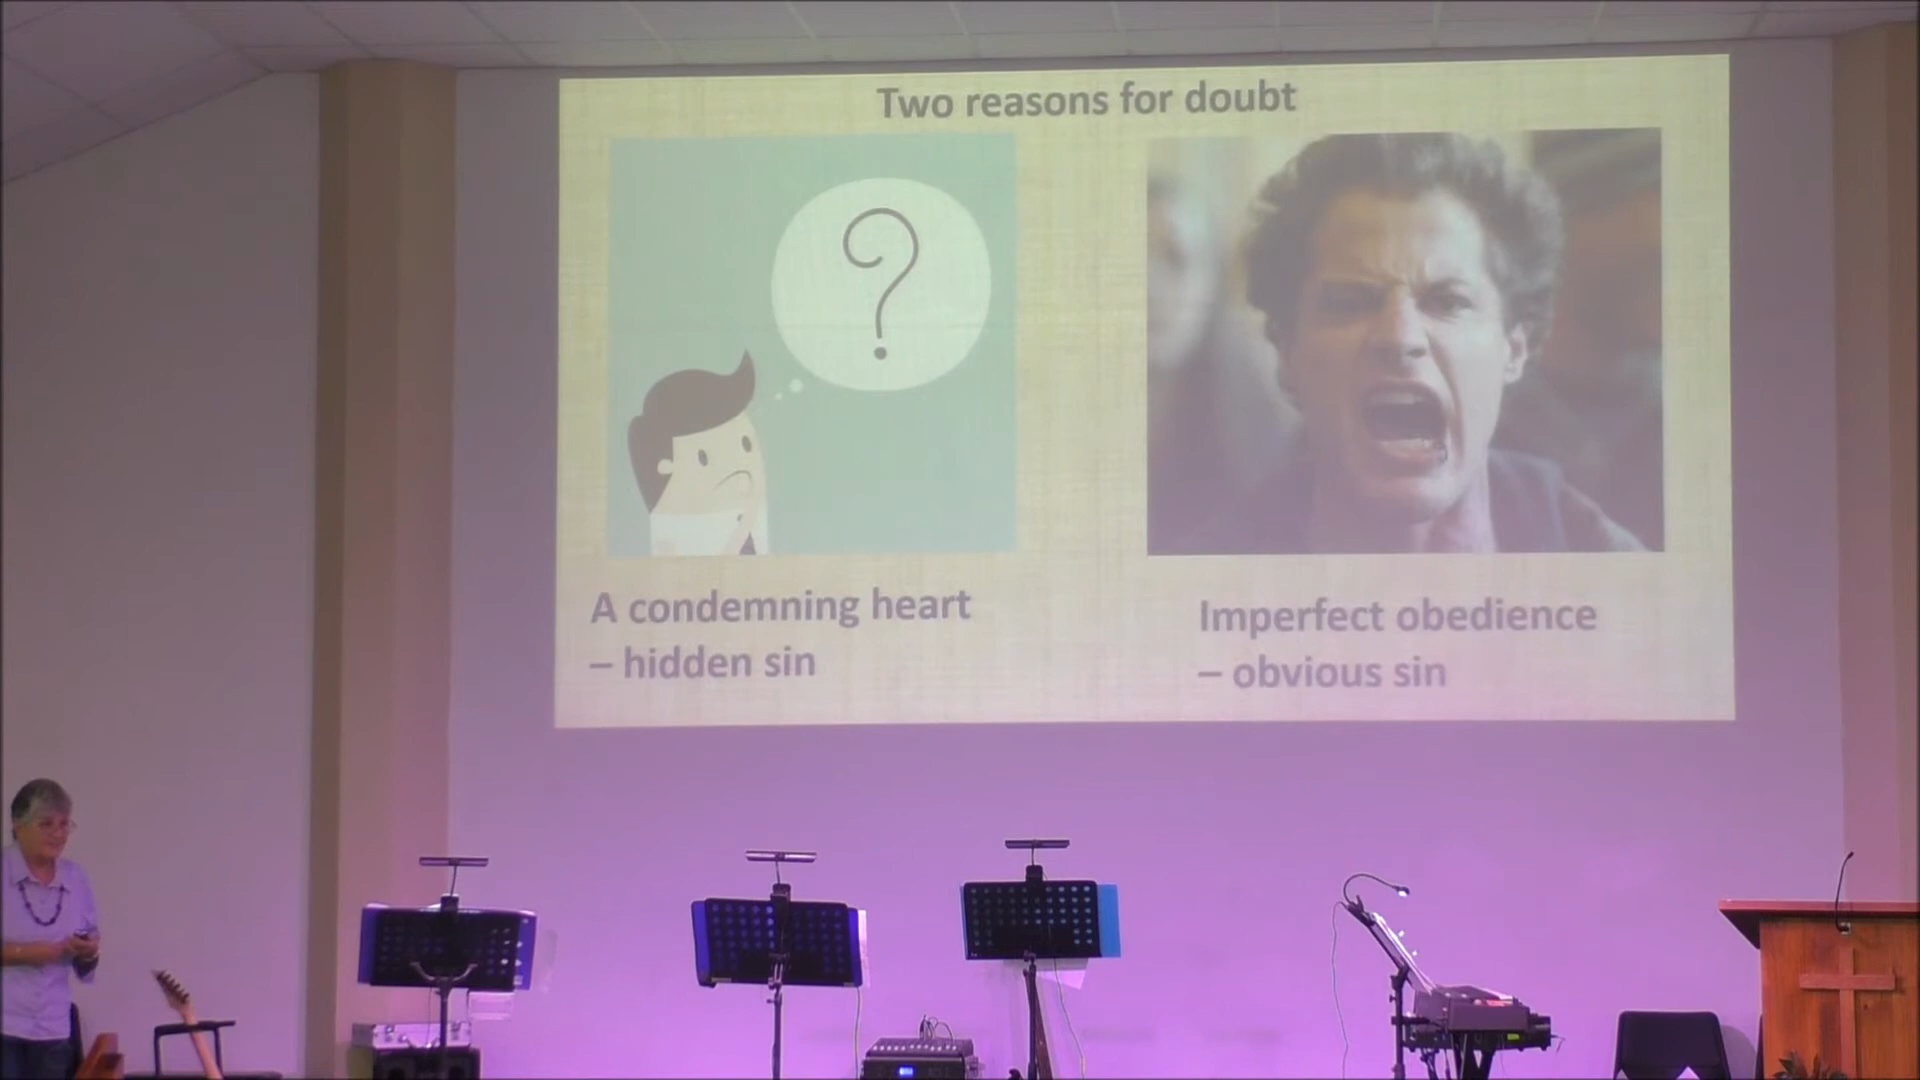 Two reasons for doubt
?
A condemning heart
– hidden sin
Imperfect obedience
– obvious sin